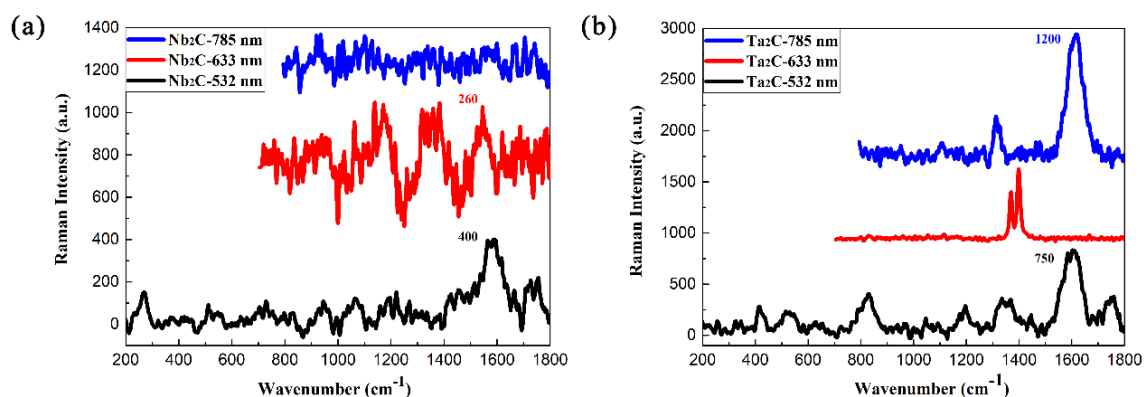 (a)
Nb2C-785 nm
Nb2C-633 nm
Nb2C-532 nm
260
400
1400
1200
1000
800
600
400
200
0
Raman Intensity (a.u.)
200 400 600 800 1000 1200 1400 1600 1800
Wavenumber (cm-1)
(b)
Ta2C-785 nm
Ta2C-633 nm
Ta2C-532 nm
1200
750
3000
2500
2000
1500
1000
500
0
Raman Intensity (a.u.)
200 400 600 800 1000 1200 1400 1600 1800
Wavenumber (cm-1)